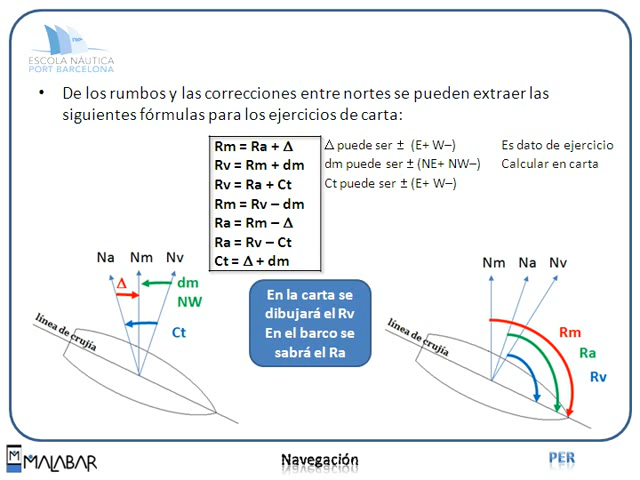 ESCOLA NÁUTICA
PORT BARCELONA
• De los rumbos y las correcciones entre nortes se pueden extraer las
siguientes fórmulas para los ejercicios de carta:
Rm = Ra + Δ
Rv = Rm + dm
Rv = Ra + Ct
Rm = Rv – dm
Ra = Rm – Δ
Ra = Rv – Ct
Ct = Δ + dm
Δ puede ser ± (E+ W–) Es dato de ejercicio
dm puede ser ± (NE+ NW–) Calcular en carta
Ct puede ser ± (E+ W–)
Na Nm Nv
Δ
dm
NW
Ct
línea de crujía
En la carta se
dibujará el Rv
En el barco se
sabrá el Ra
Nm Na Nv
línea de crujía
Rm
Ra
Rv
MALABAR
Navegación
PER